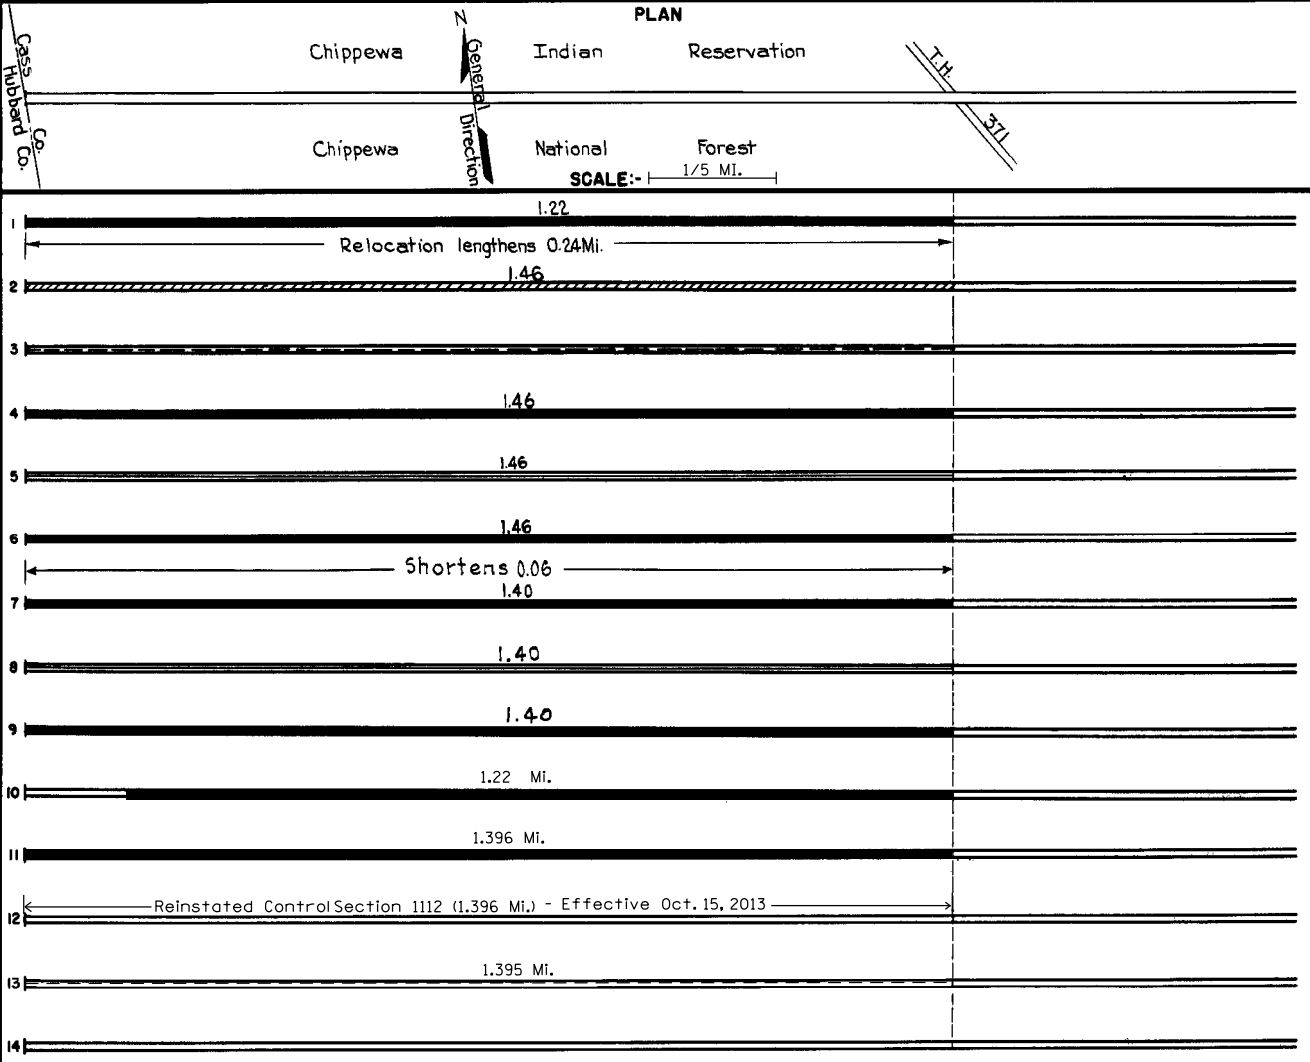 PLAN
N
Chippewa Indian Reservation
General Direction
T.H. 371
Cass Co.
Hubbard Co.
Chippewa National Forest
SCALE:- 1/5 MI.
1.22
1
Relocation lengthens 0.24Mi.
1.46
2
3
1.46
4
1.46
5
1.46
6
Shortens 0.06
1.40
7
1.40
8
1.40
9
1.22 Mi.
10
1.396 Mi.
11
Reinstated Control Section 1112 (1.396 Mi.) - Effective Oct. 15, 2013
12
1.395 Mi.
13
14